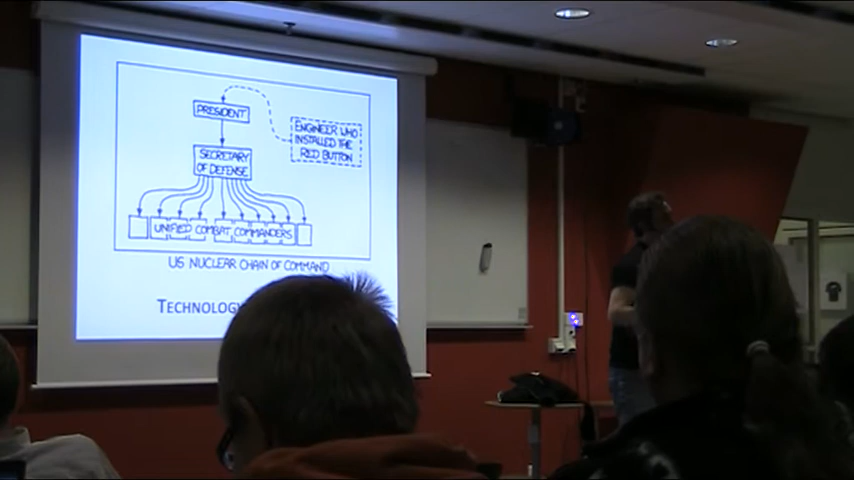 PRESIDENT
ENGINEER WHO
INSTALLED THE
RED BUTTON
SECRETARY
OF DEFENSE
UNIFIED COMBAT COMMANDERS
US NUCLEAR CHAIN OF COMMAND
TECHNOLOGY